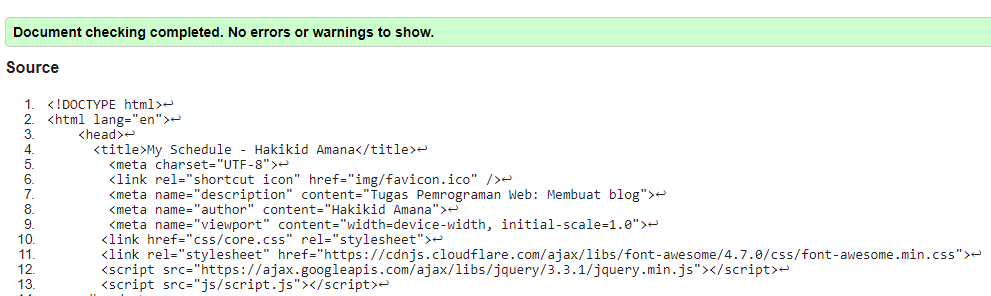 Document checking completed. No errors or warnings to show.
Source
1. <!DOCTYPE html>↩
2. <html lang="en">↩
3. <head>↩
4. <title>My Schedule - Hakikid Amana</title>↩
5. <meta charset="UTF-8">↩
6. <link rel="shortcut icon" href="img/favicon.ico" />↩
7. <meta name="description" content="Tugas Pemrograman Web: Membuat blog">↩
8. <meta name="author" content="Hakikid Amana">↩
9. <meta name="viewport" content="width=device-width, initial-scale=1.0">↩
10. <link href="css/core.css" rel="stylesheet">↩
11. <link rel="stylesheet" href="https://cdnjs.cloudflare.com/ajax/libs/font-awesome/4.7.0/css/font-awesome.min.css">↩
12. <script src="https://ajax.googleapis.com/ajax/libs/jquery/3.3.1/jquery.min.js"></script>↩
13. <script src="js/script.js"></script>↩